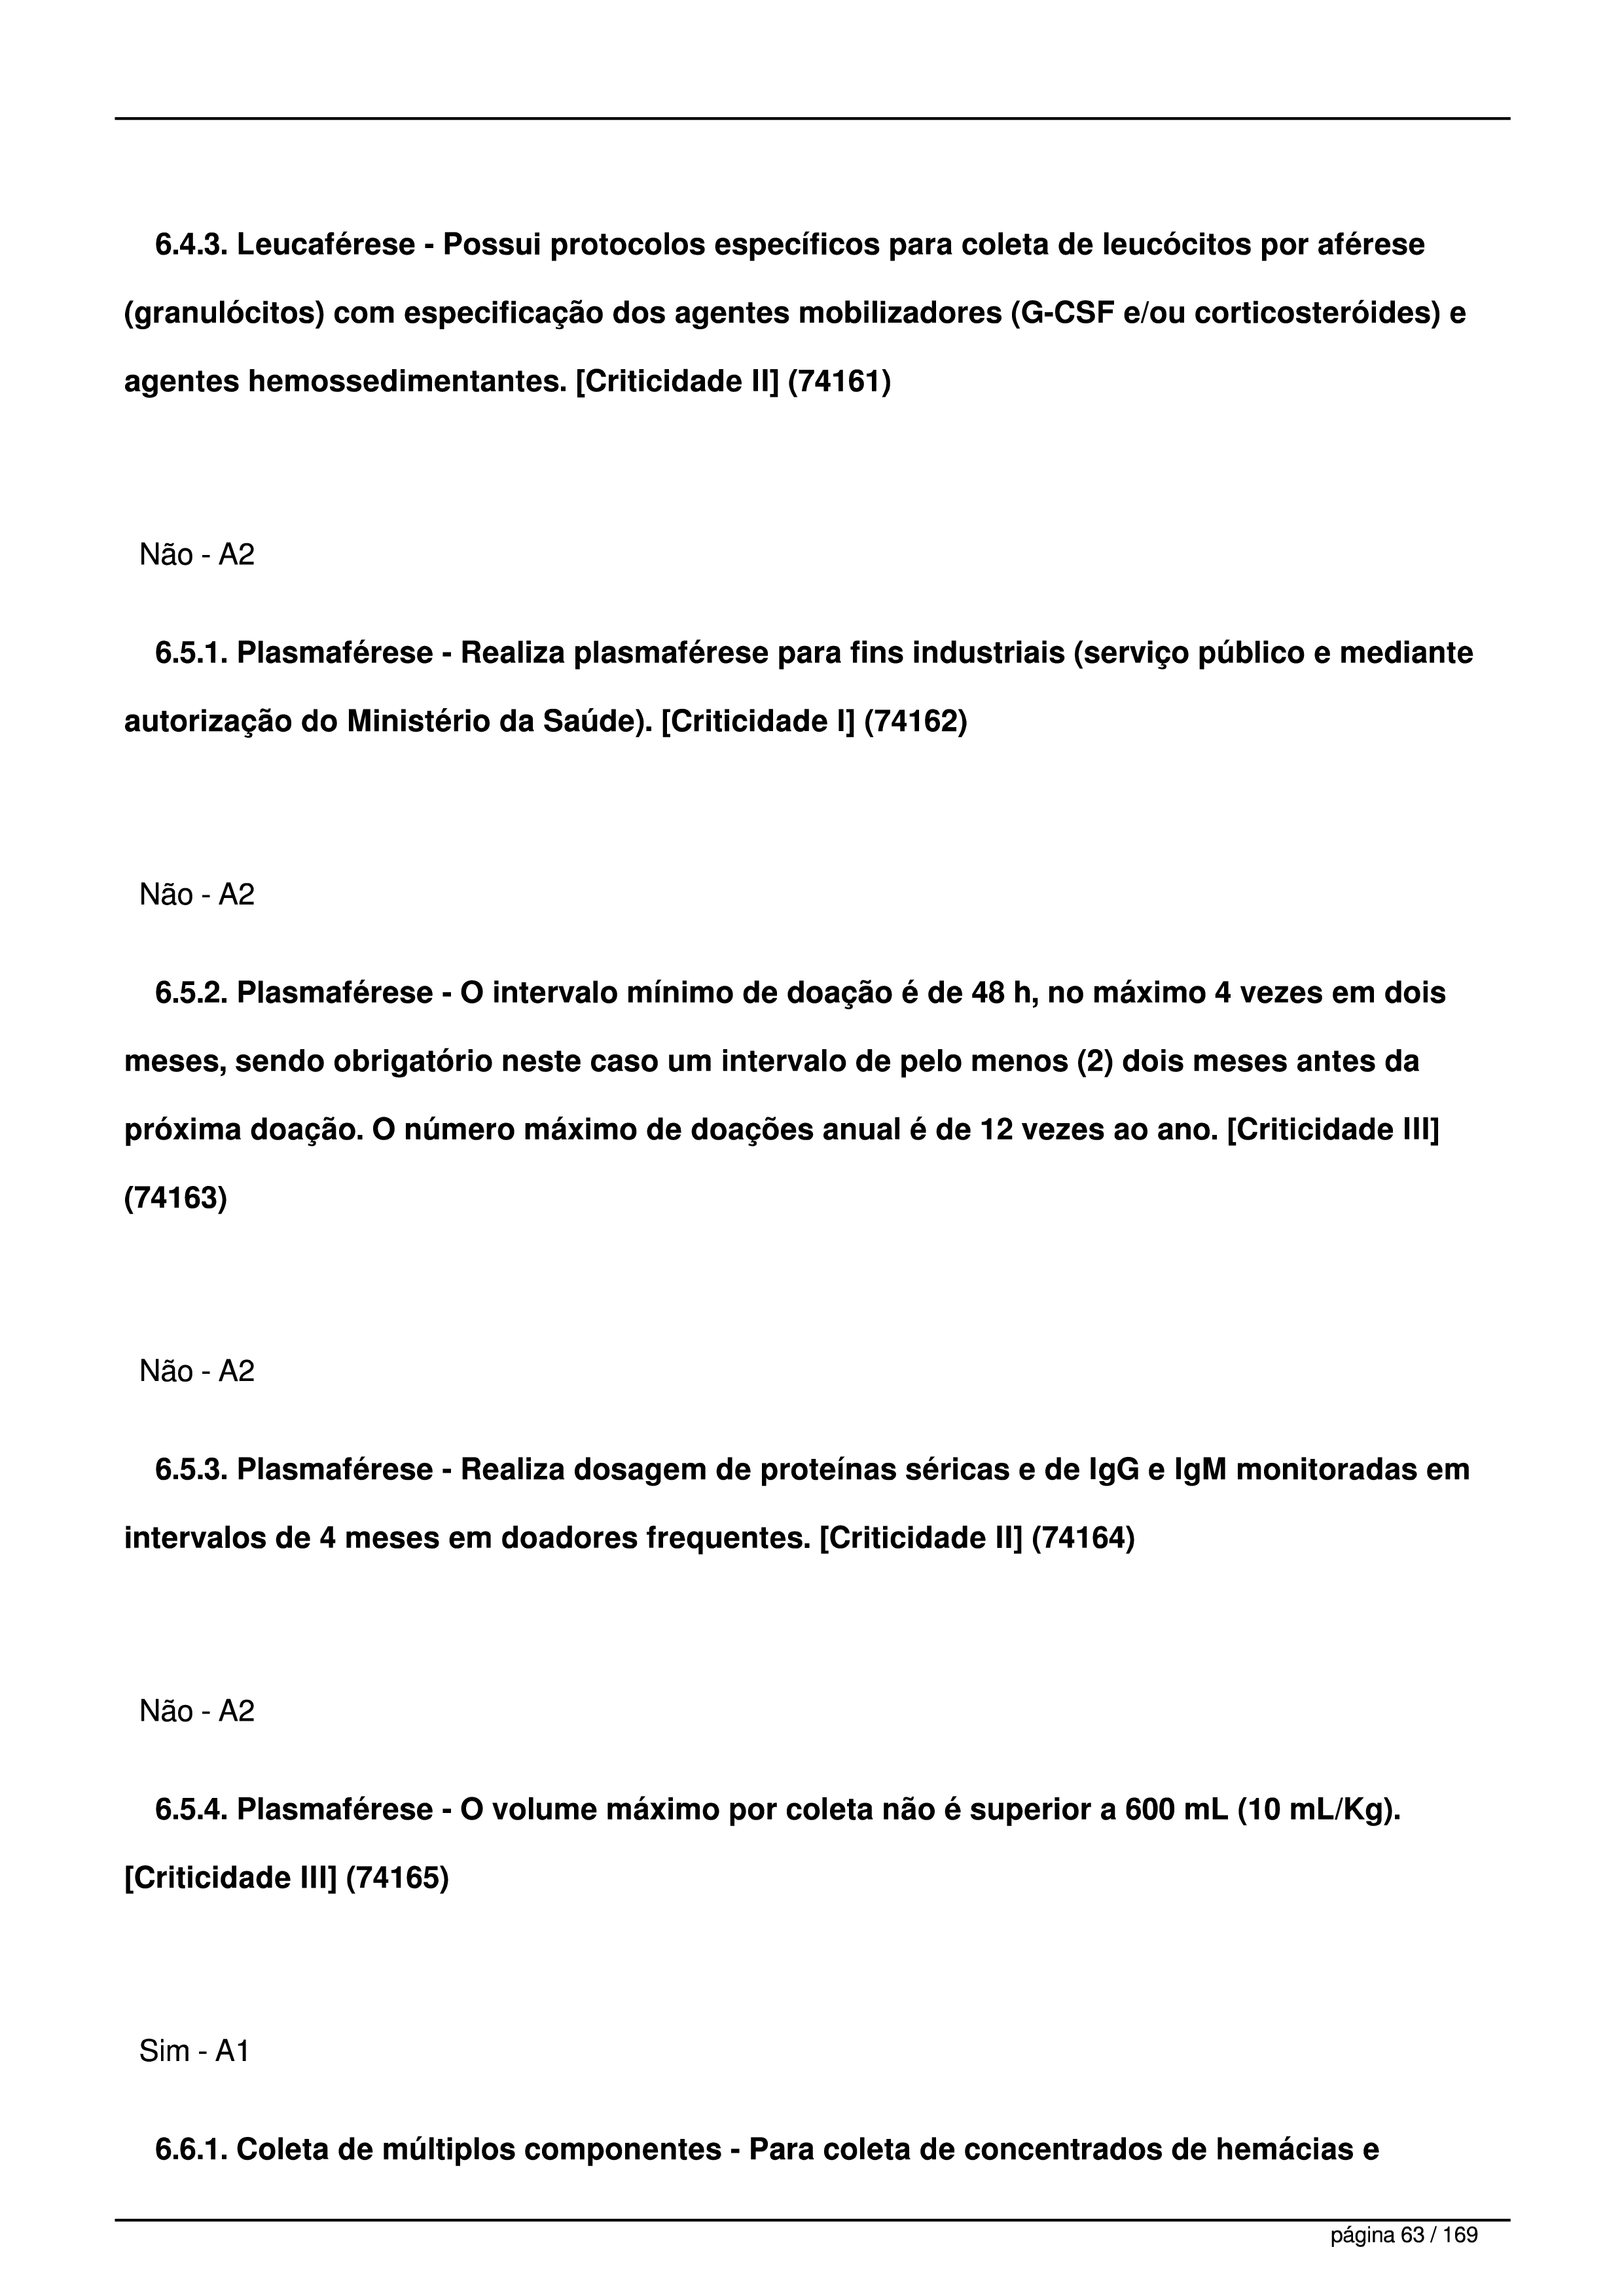 6.4.3. Leucaférese - Possui protocolos específicos para coleta de leucócitos por aférese
(granulócitos) com especificação dos agentes mobilizadores (G-CSF e/ou corticosteróides) e
agentes hemossedimentantes. [Criticidade II] (74161)
Não - A2
6.5.1. Plasmaférese - Realiza plasmaférese para fins industriais (serviço público e mediante
autorização do Ministério da Saúde). [Criticidade I] (74162)
Não - A2
6.5.2. Plasmaférese - O intervalo mínimo de doação é de 48 h, no máximo 4 vezes em dois
meses, sendo obrigatório neste caso um intervalo de pelo menos (2) dois meses antes da
próxima doação. O número máximo de doações anual é de 12 vezes ao ano. [Criticidade III]
(74163)
Não - A2
6.5.3. Plasmaférese - Realiza dosagem de proteínas séricas e de IgG e IgM monitoradas em
intervalos de 4 meses em doadores frequentes. [Criticidade II] (74164)
Não - A2
6.5.4. Plasmaférese - O volume máximo por coleta não é superior a 600 mL (10 mL/Kg).
[Criticidade III] (74165)
Sim - A1
6.6.1. Coleta de múltiplos componentes - Para coleta de concentrados de hemácias e
página 63 / 169